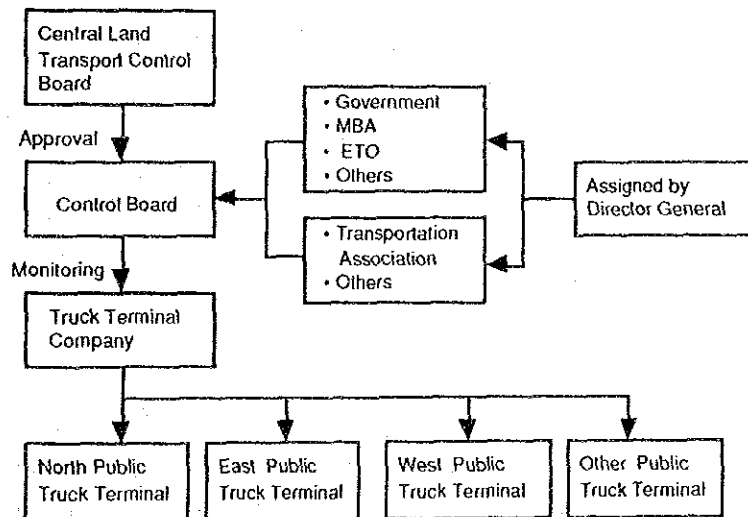 Central Land
Transport Control
Board
Approval
Control Board
Monitoring
Truck Terminal
Company
• Government
• MBA
• ETO
• Others
• Transportation
Association
• Others
Assigned by
Director General
North Public
Truck Terminal
East Public
Truck Terminal
West Public
Truck Terminal
Other Public
Truck Terminal